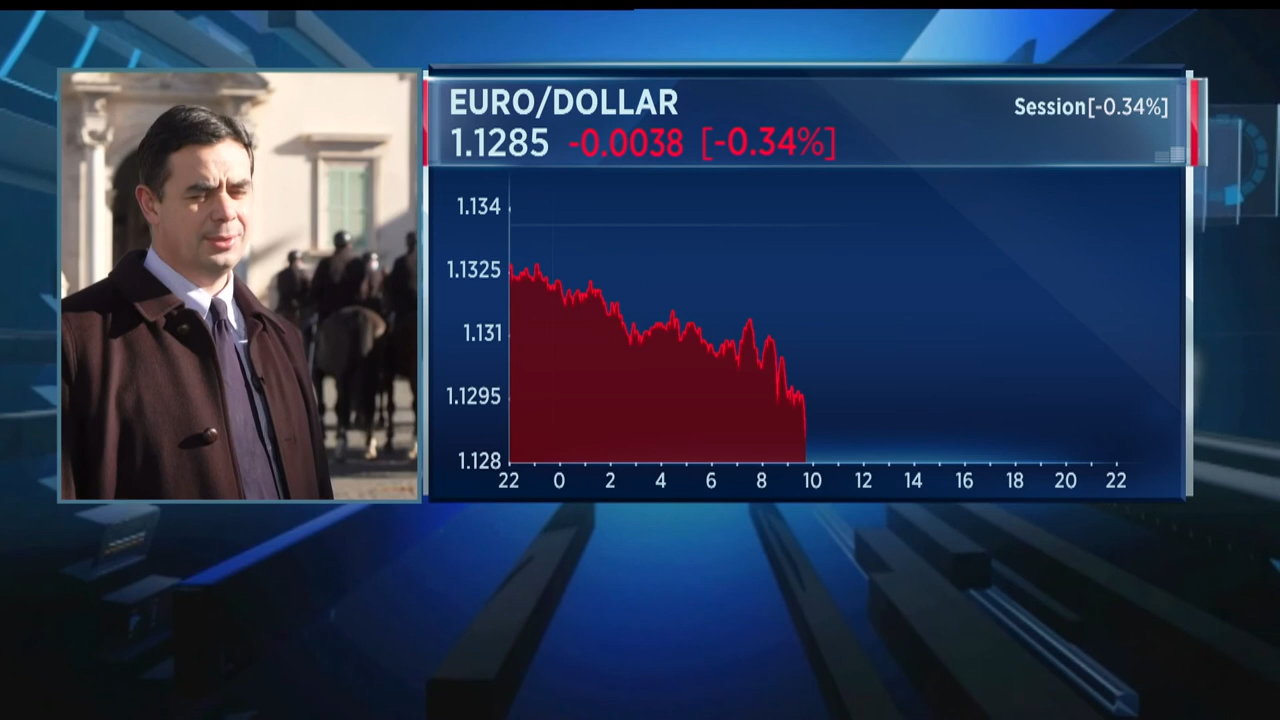 EURO/DOLLAR
Session[-0.34%]
1.1285 -0.0038 [-0.34%]
1.134
1.1325
1.131
1.1295
1.128
22 0 2 4 6 8 10 12 14 16 18 20 22